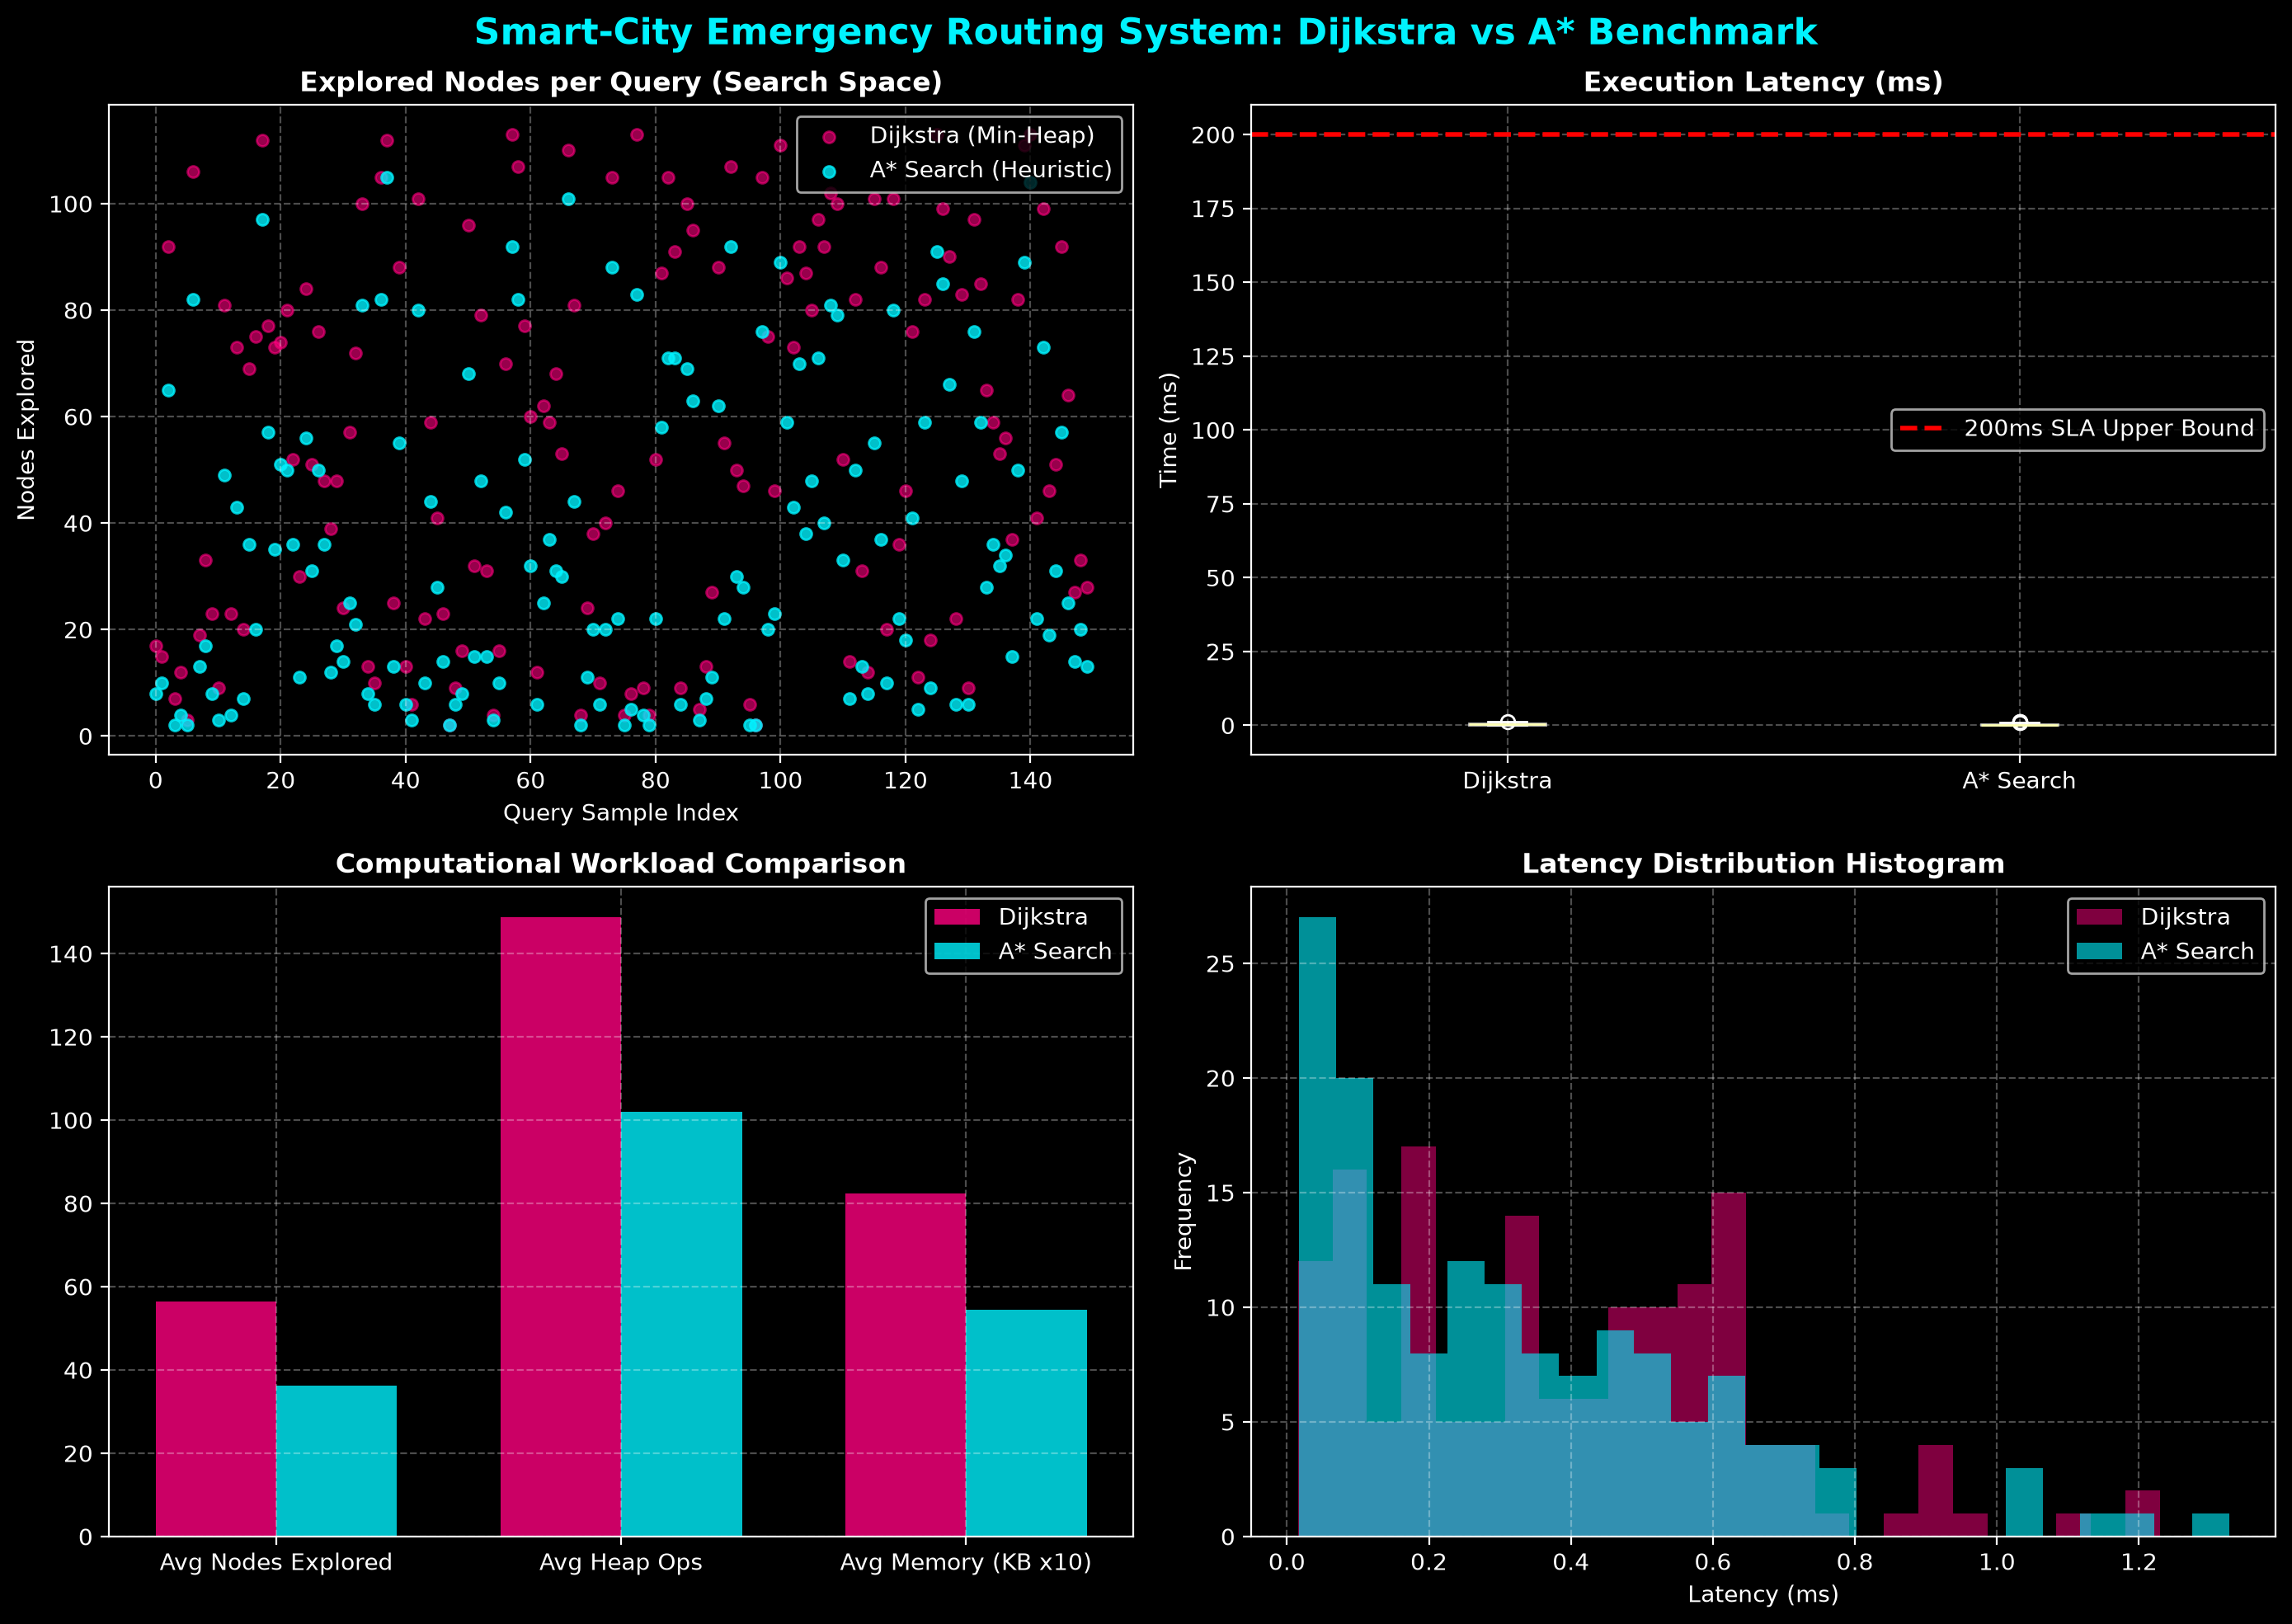 Smart-City Emergency Routing System: Dijkstra vs A* Benchmark
Explored Nodes per Query (Search Space)
Nodes Explored
100
80
60
40
20
0
Dijkstra (Min-Heap)
A* Search (Heuristic)
0 20 40 60 80 100 120 140
Query Sample Index
Execution Latency (ms)
Time (ms)
200
175
150
125
100
75
50
25
0
200ms SLA Upper Bound
Dijkstra A* Search
Computational Workload Comparison
140
120
100
80
60
40
20
0
Dijkstra
A* Search
Avg Nodes Explored Avg Heap Ops Avg Memory (KB x10)
Latency Distribution Histogram
Frequency
25
20
15
10
5
0
Dijkstra
A* Search
0.0 0.2 0.4 0.6 0.8 1.0 1.2
Latency (ms)